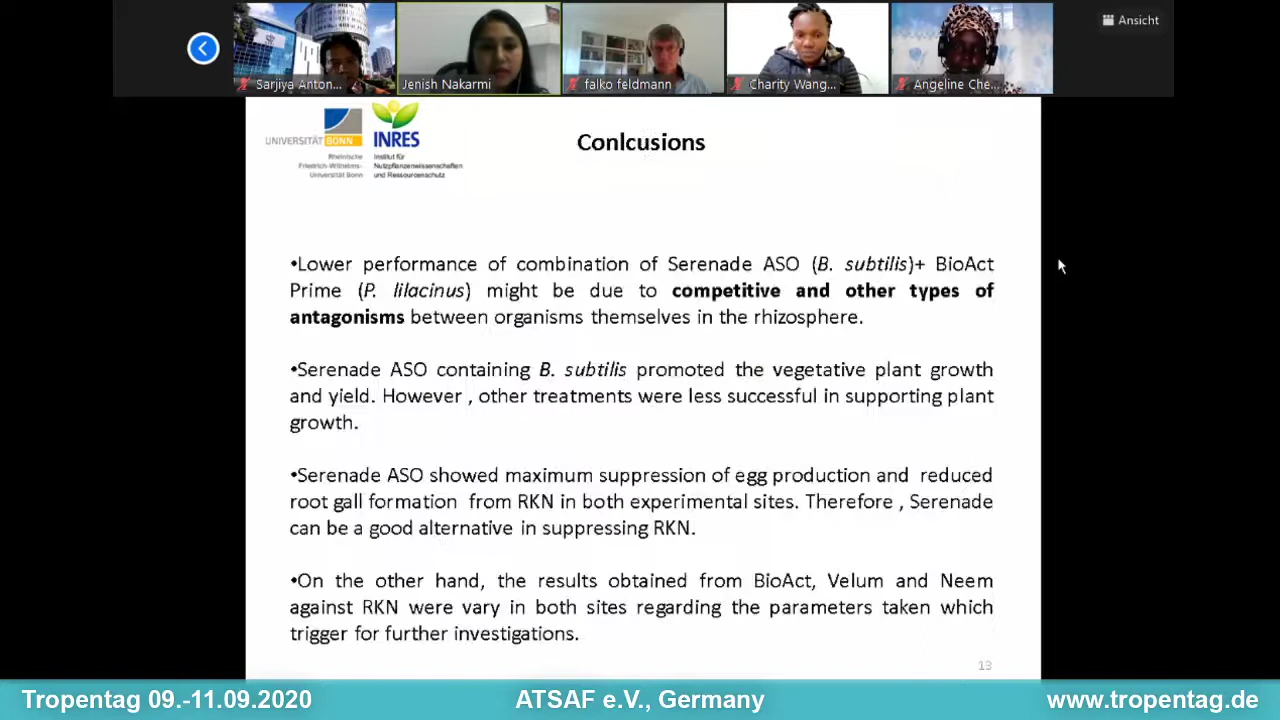 Ansicht
Sarjiya Anton...
Jenish Nakarmi
falko feldmann
Charity Wang...
Angeline Che...
UNIVERSITÄT BONN
Rheinische
Friedrich-Wilhelms-
Universität Bonn
INRES
Institut für
Nutzpflanzenwissenschaften
und Ressourcenschutz
Conlcusions
•Lower performance of combination of Serenade ASO (B. subtilis)+ BioAct
Prime (P. lilacinus) might be due to competitive and other types of
antagonisms between organisms themselves in the rhizosphere.
•Serenade ASO containing B. subtilis promoted the vegetative plant growth
and yield. However , other treatments were less successful in supporting plant
growth.
•Serenade ASO showed maximum suppression of egg production and reduced
root gall formation from RKN in both experimental sites. Therefore , Serenade
can be a good alternative in suppressing RKN.
•On the other hand, the results obtained from BioAct, Velum and Neem
against RKN were vary in both sites regarding the parameters taken which
trigger for further investigations.
13
Tropentag 09.-11.09.2020
ATSAF e.V., Germany
www.tropentag.de